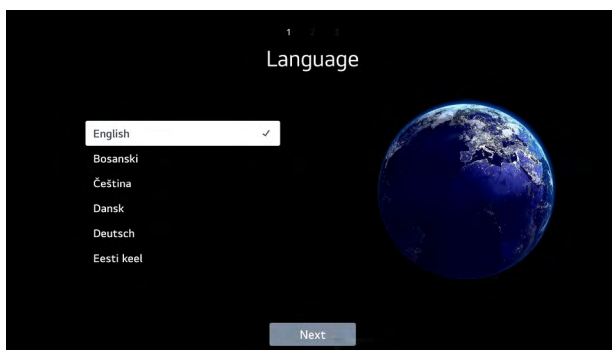 1 2 3
Language
English
Bosanski
Čeština
Dansk
Deutsch
Eesti keel
Next